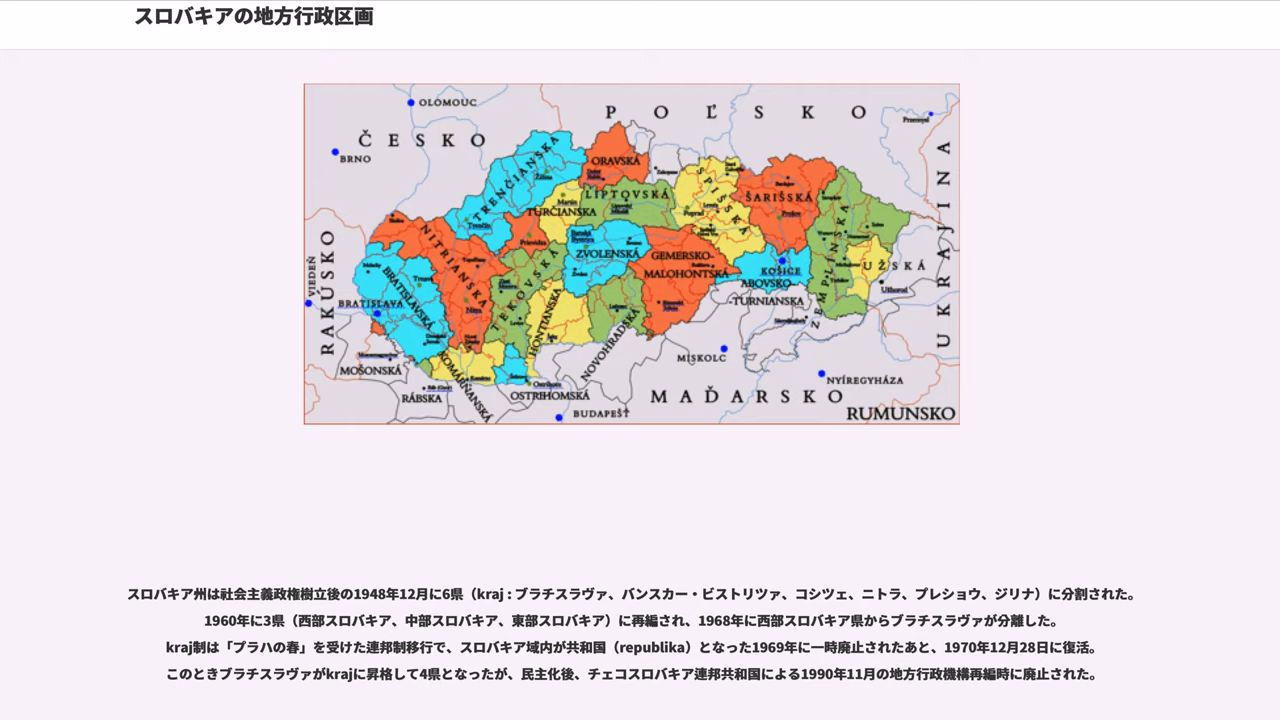 スロバキアの地方行政区画
OLOMOUC
POĽSKO
Przemyśl
ČESKO
BRNO
ORAVSKÁ
TRENČIANSKA
Žilina
LIPTOVSKÁ
SPIŠSKÁ
ŠARIŠSKÁ
Martin
TURČIANSKA
Poprad
Prešov
NITRIANSKA
Trenčín
Prievidza
ZVOLENSKÁ
GEMERSKO-
MALOHONTSKÁ
KOŠICE
ABOVSKO-
-TURNIANSKA
ZEMPLÍNSKA
UŽSKÁ
UKRAJINA
VIEDEŇ
RAKÚSKO
BRATISLAVA
BRATISLAVSKÁ
Trnava
Nitra
TEKOVSKÁ
HONTIANSKA
NOVOHRADSKÁ
MISKOLC
MOŠONSKÁ
RÁBSKA
KOMÁRŇANSKÁ
OSTRIHOMSKÁ
BUDAPEŠŤ
MAĎARSKO
NYÍREGYHÁZA
RUMUNSKO
スロバキア州は社会主義政権樹立後の1948年12月に6県（kraj : ブラチスラヴァ、バンスカー・ビストリツァ、コシツェ、ニトラ、プレショウ、ジリナ）に分割された。
1960年に3県（西部スロバキア、中部スロバキア、東部スロバキア）に再編され、1968年に西部スロバキア県からブラチスラヴァが分離した。
kraj制は「プラハの春」を受けた連邦制移行で、スロバキア域内が共和国（republika）となった1969年に一時廃止されたあと、1970年12月28日に復活。
このときブラチスラヴァがkrajに昇格して4県となったが、民主化後、チェコスロバキア連邦共和国による1990年11月の地方行政機構再編時に廃止された。